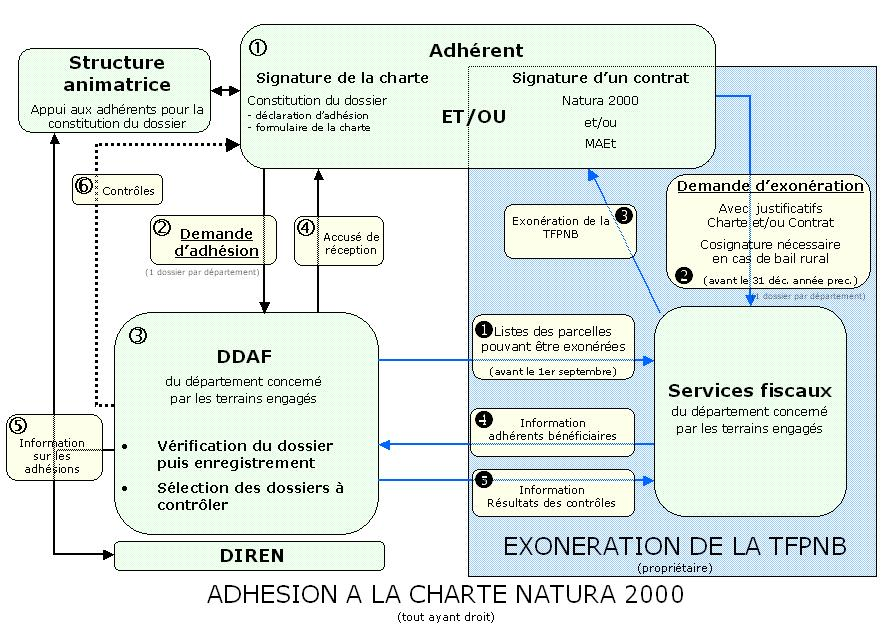 Structure
animatrice
Appui aux adhérents pour la
constitution du dossier
①
Adhérent
Signature de la charte
Constitution du dossier
- déclaration d’adhésion
- formulaire de la charte
ET/OU
Signature d’un contrat
Natura 2000
et/ou
MAEt
⑥ Contrôles
② Demande
d’adhésion
(1 dossier par département)
④ Accusé de
réception
Exonération de la ❸
TFPNB
Demande d’exonération
Avec justificatifs
Charte et/ou Contrat
Cosignature nécessaire
en cas de bail rural
❷ (avant le 31 déc. année prec.)
1 dossier par département)
③
DDAF
du département concerné
par les terrains engagés
• Vérification du dossier
puis enregistrement
• Sélection des dossiers à
contrôler
❶ Listes des parcelles
pouvant être exonérées
(avant le 1er septembre)
❹ Information
adhérents bénéficiaires
❺ Information
Résultats des contrôles
Services fiscaux
du département concerné
par les terrains engagés
⑤
Information
sur les
adhésions
DIREN
EXONERATION DE LA TFPNB
(propriétaire)
ADHESION A LA CHARTE NATURA 2000
(tout ayant droit)